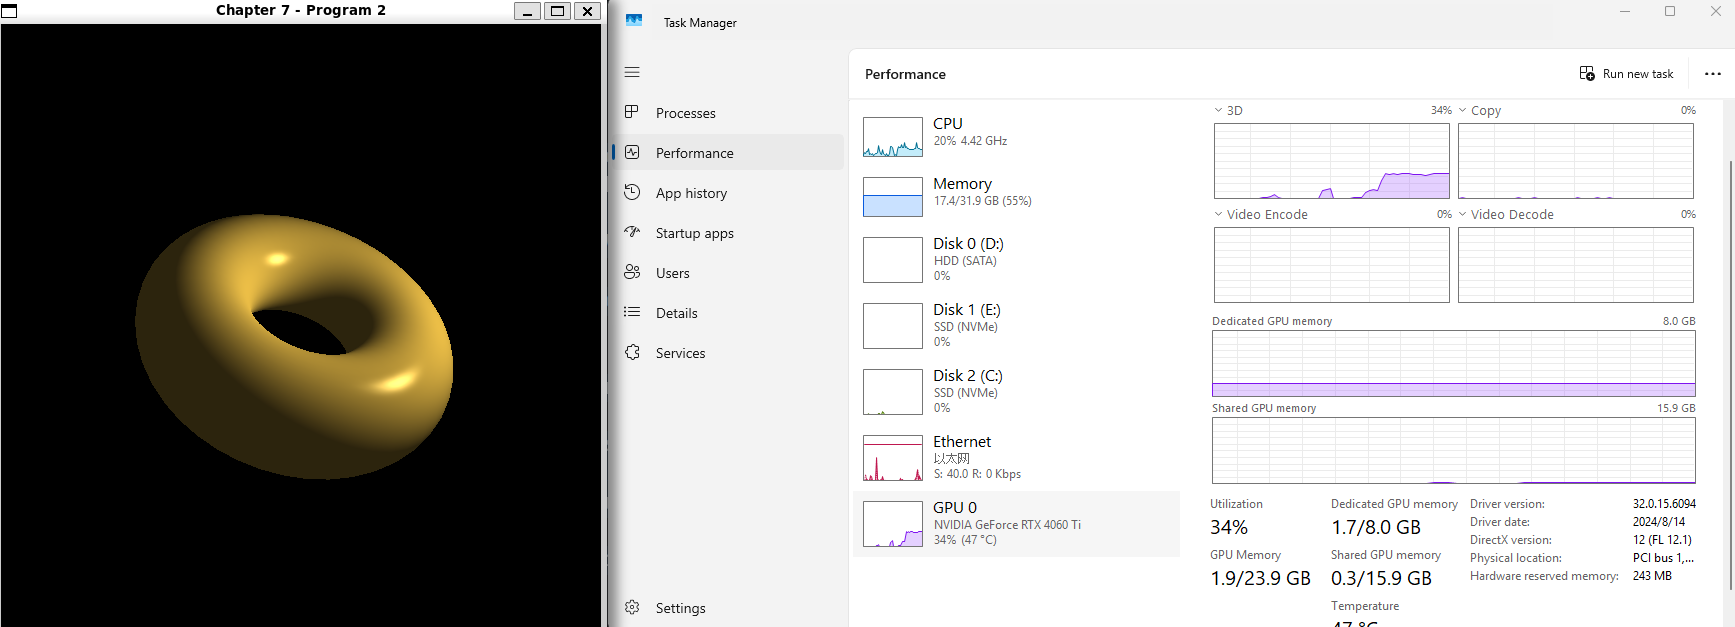 Chapter 7 - Program 2
Task Manager
Processes
Performance
App history
Startup apps
Users
Details
Services
Settings
Performance
Run new task
CPU
20% 4.42 GHz
Memory
17.4/31.9 GB (55%)
Disk 0 (D:)
HDD (SATA)
0%
Disk 1 (E:)
SSD (NVMe)
0%
Disk 2 (C:)
SSD (NVMe)
0%
Ethernet
以太网
S: 40.0 R: 0 Kbps
GPU 0
NVIDIA GeForce RTX 4060 Ti
34% (47 °C)
3D 34%
Copy 0%
Video Encode 0%
Video Decode 0%
Dedicated GPU memory 8.0 GB
Shared GPU memory 15.9 GB
Utilization
34%
Dedicated GPU memory
1.7/8.0 GB
GPU Memory
1.9/23.9 GB
Shared GPU memory
0.3/15.9 GB
Temperature
47 °C
Driver version: 32.0.15.6094
Driver date: 2024/8/14
DirectX version: 12 (FL 12.1)
Physical location: PCI bus 1,...
Hardware reserved memory: 243 MB